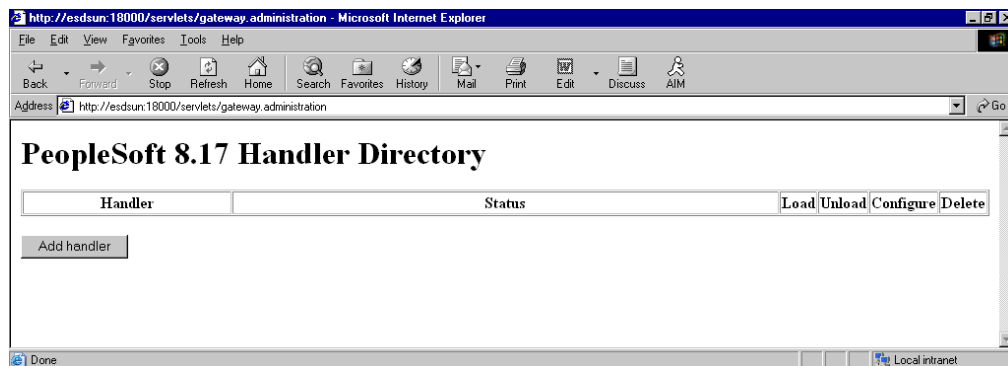 http://esdsun:18000/servlets/gateway.administration - Microsoft Internet Explorer
File Edit View Favorites Tools Help
Back Forward Stop Refresh Home Search Favorites History Mail Print Edit Discuss AIM
Address http://esdsun:18000/servlets/gateway.administration Go
PeopleSoft 8.17 Handler Directory
Handler Status Load Unload Configure Delete
Add handler
Done Local intranet